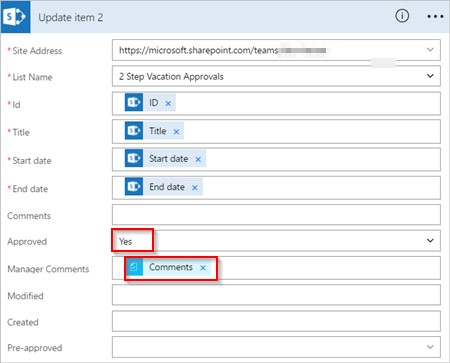 Update item 2
* Site Address https://microsoft.sharepoint.com/teams
* List Name 2 Step Vacation Approvals
* Id ID ×
* Title Title ×
* Start date Start date ×
* End date End date ×
Comments
Approved Yes
Manager Comments Comments ×
Modified
Created
Pre-approved